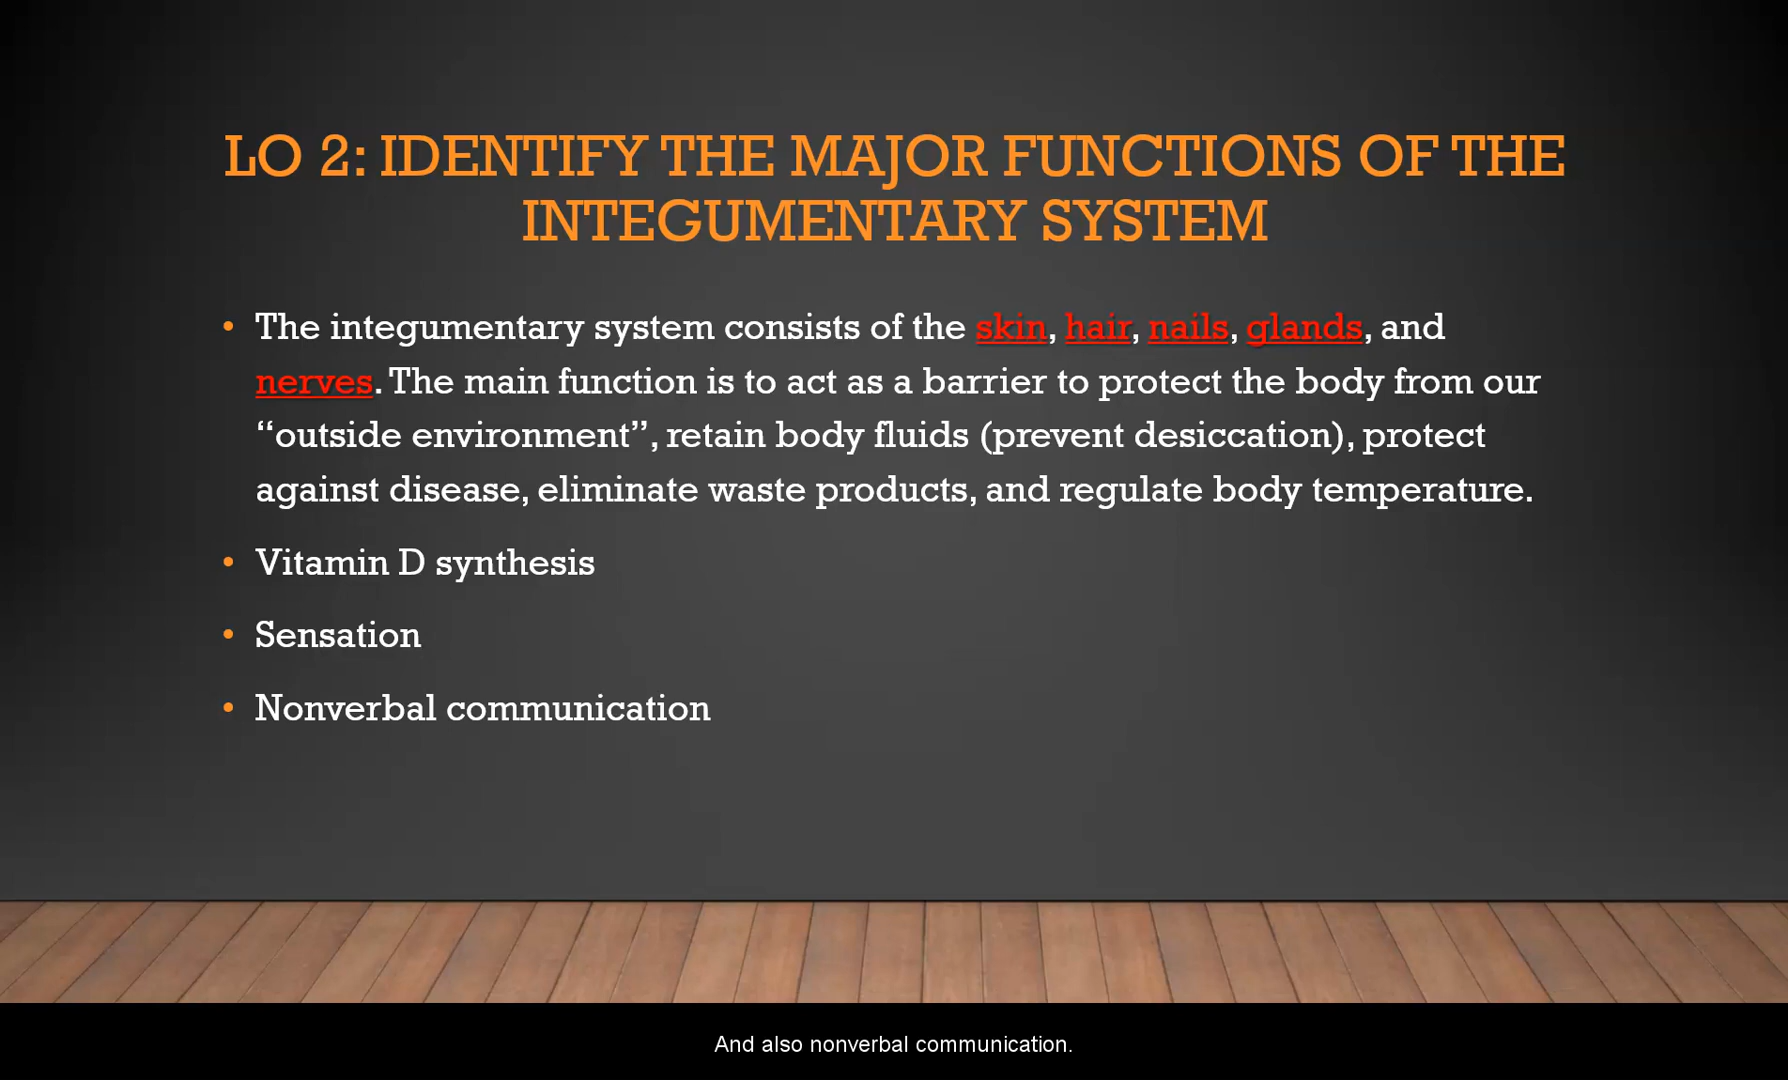 LO 2: IDENTIFY THE MAJOR FUNCTIONS OF THE
INTEGUMENTARY SYSTEM
• The integumentary system consists of the skin, hair, nails, glands, and
nerves. The main function is to act as a barrier to protect the body from our
“outside environment”, retain body fluids (prevent desiccation), protect
against disease, eliminate waste products, and regulate body temperature.
• Vitamin D synthesis
• Sensation
• Nonverbal communication
And also nonverbal communication.